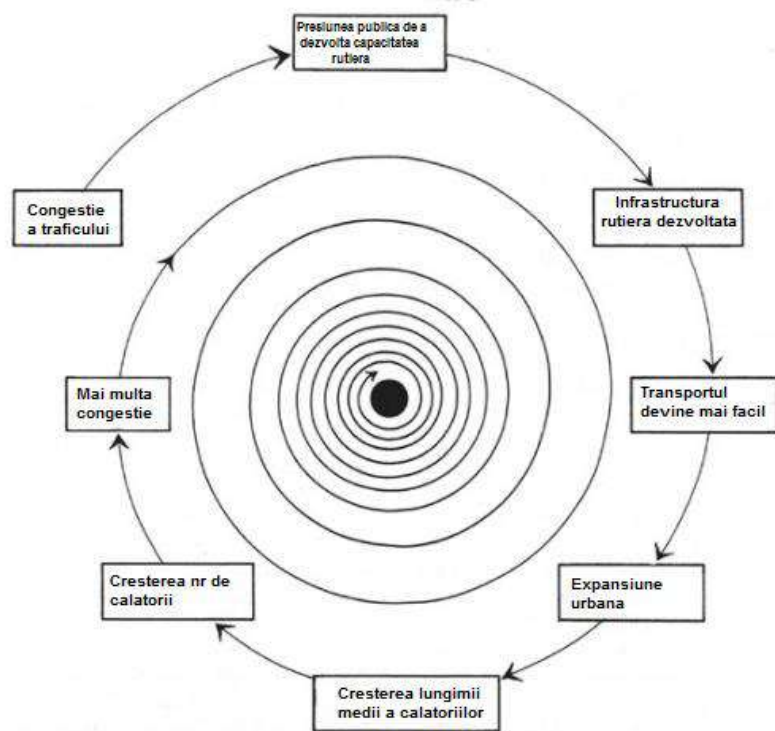 Presiunea publica de a
dezvolta capacitatea
rutiera
Infrastructura
rutiera dezvoltata
Transportul
devine mai facil
Expansiune
urbana
Cresterea lungimii
medii a calatoriilor
Cresterea nr de
calatorii
Mai multa
congestie
Congestie
a traficului